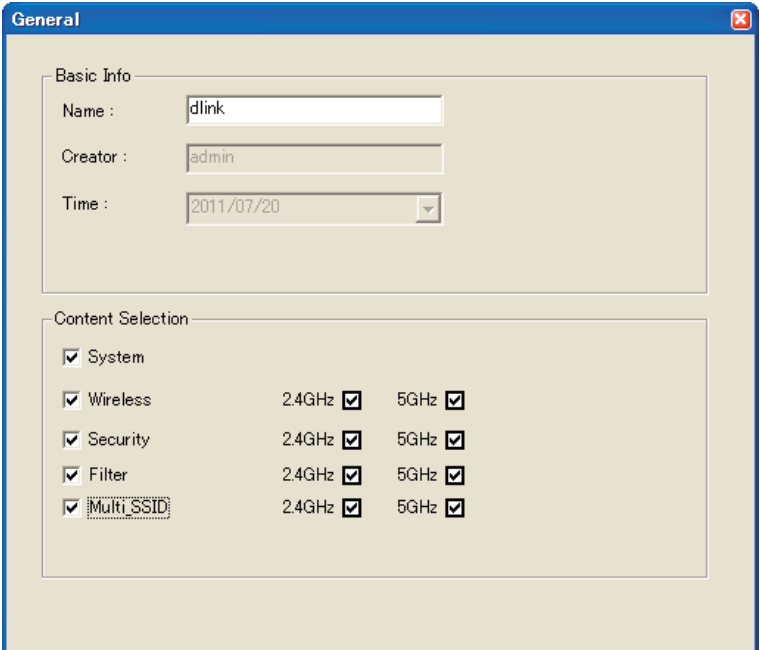 General
Basic Info
Name :
dlink
Creator :
admin
Time :
2011/07/20
Content Selection
System
Wireless 2.4GHz 5GHz
Security 2.4GHz 5GHz
Filter 2.4GHz 5GHz
Multi_SSID 2.4GHz 5GHz